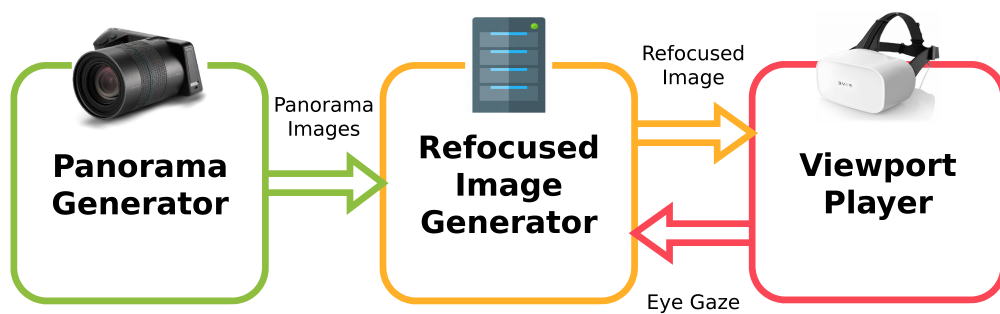 Panorama
Generator
Panorama
Images
Refocused
Image
Generator
Refocused
Image
Eye Gaze
Viewport
Player